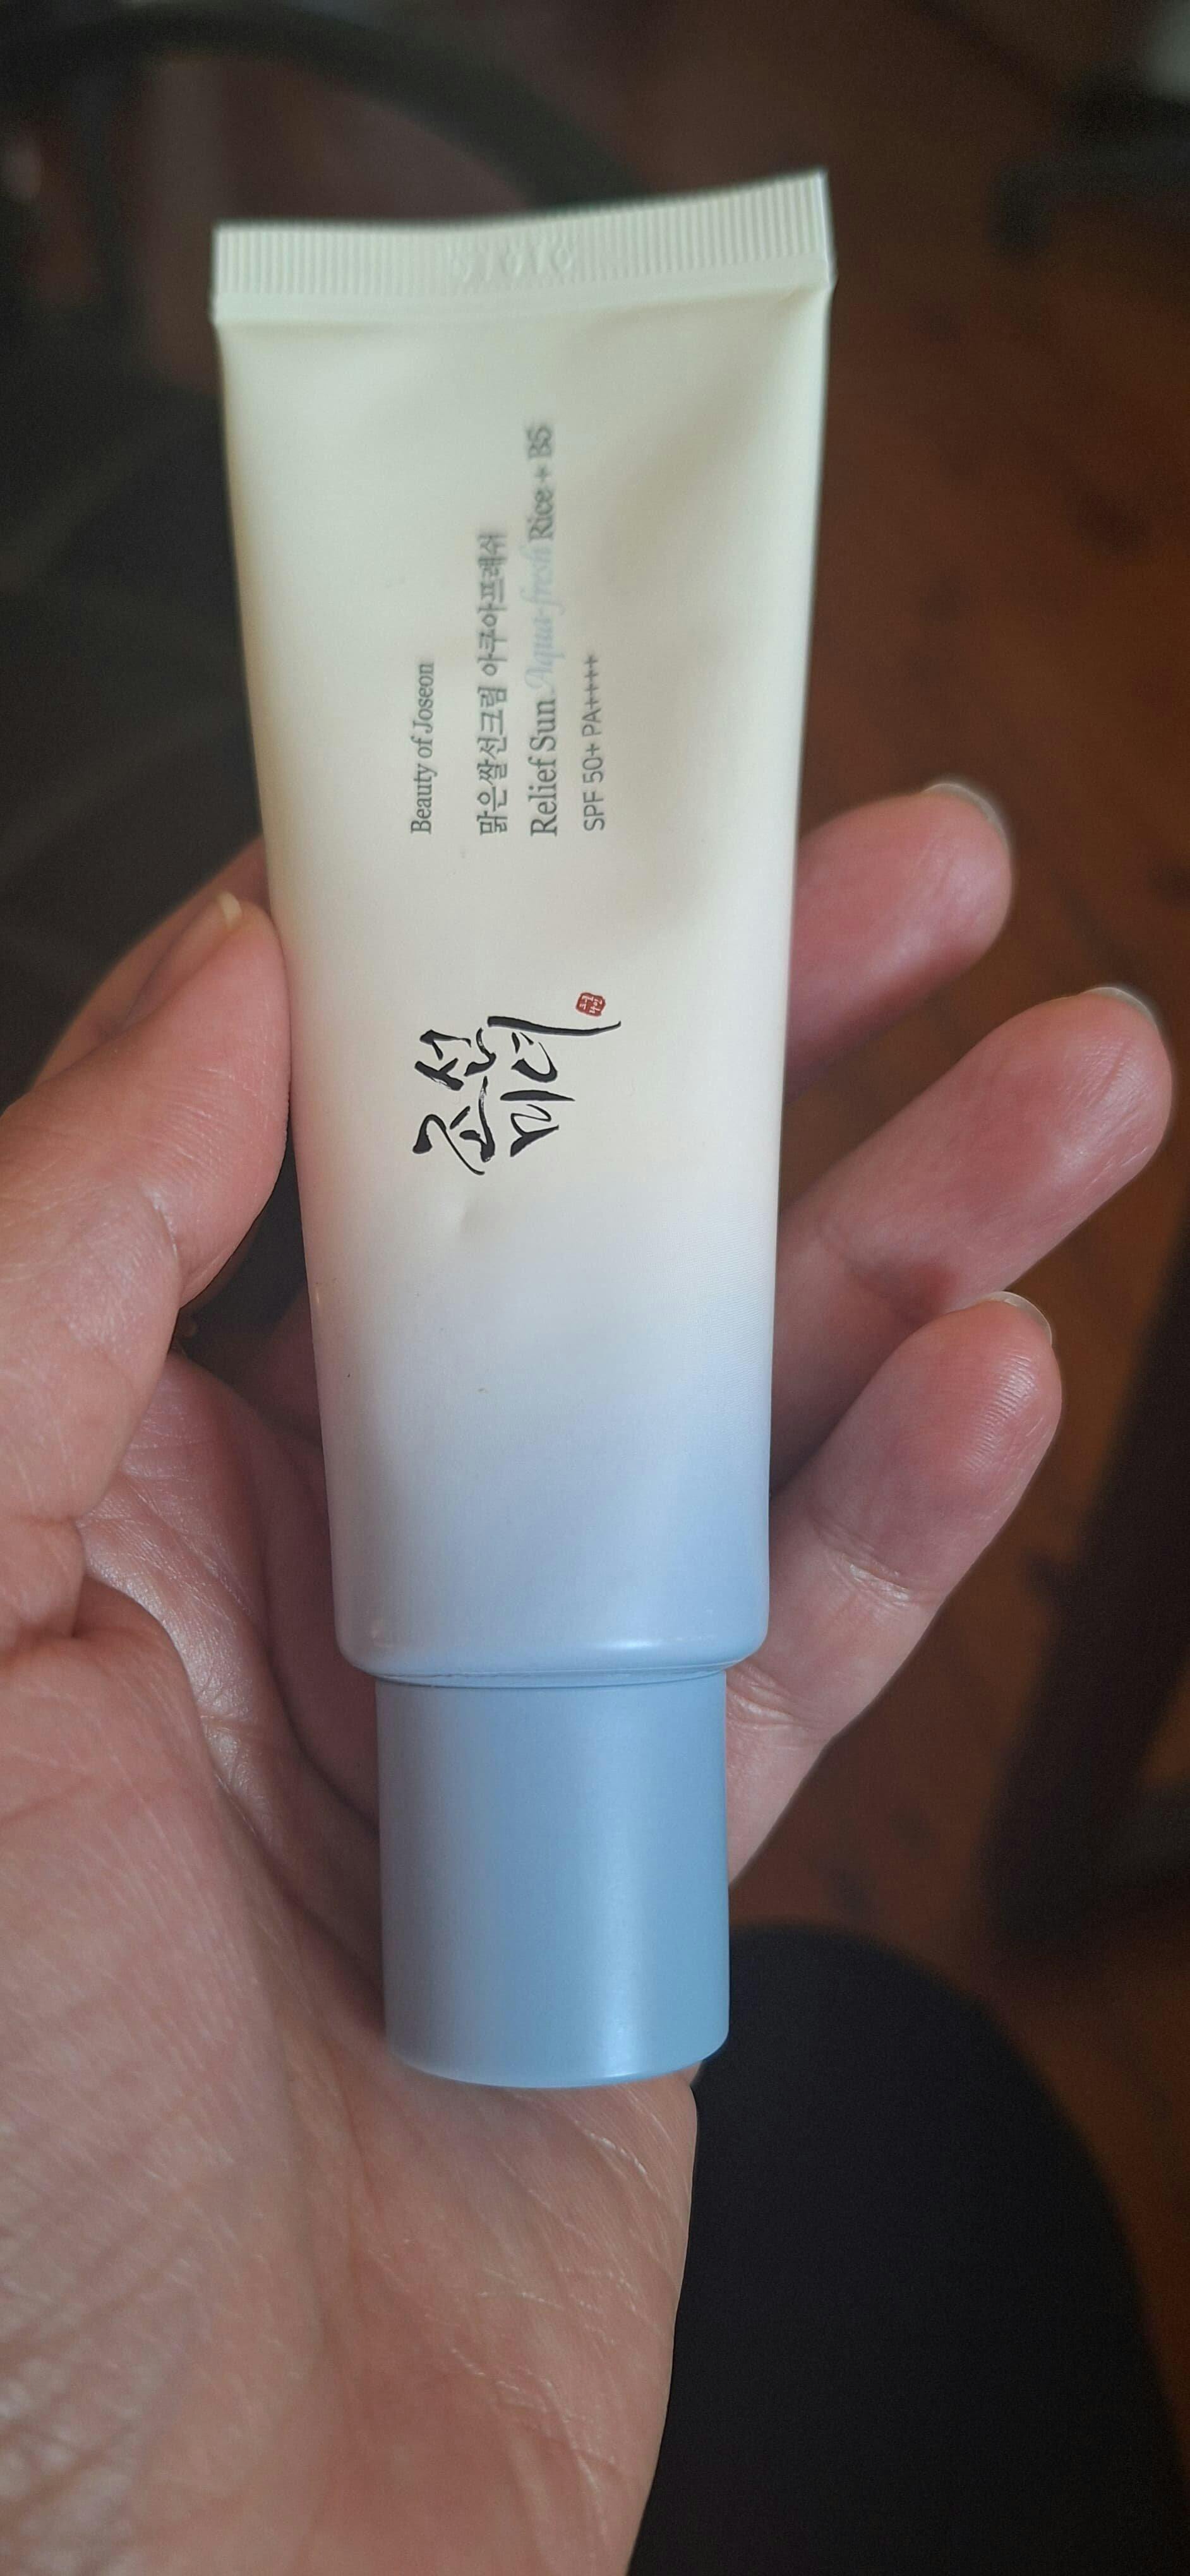 Beauty of Joseon
맑은쌀선크림 아쿠아프레쉬
Relief Sun Aqua-fresh Rice + B5
SPF 50+ PA++++
조선
미녀